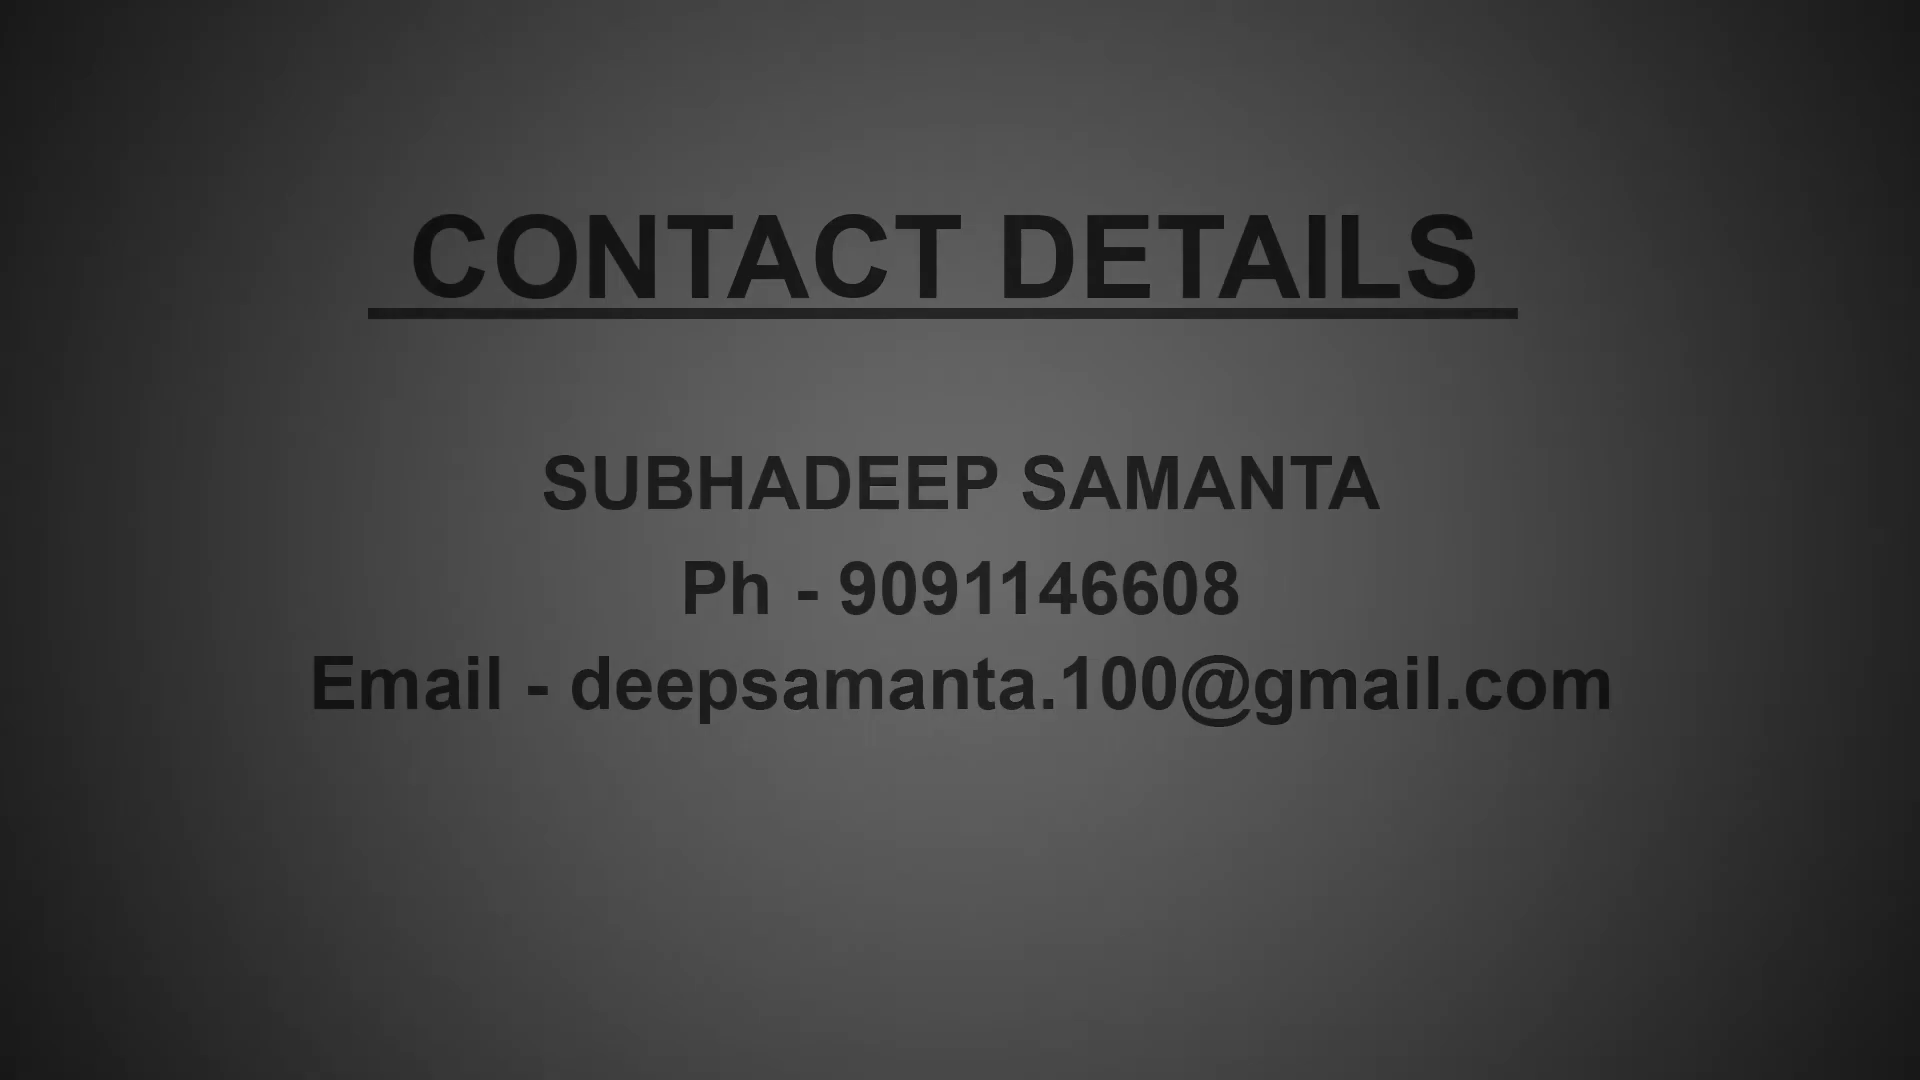 CONTACT DETAILS
SUBHADEEP SAMANTA
Ph - 9091146608
Email - deepsamanta.100@gmail.com